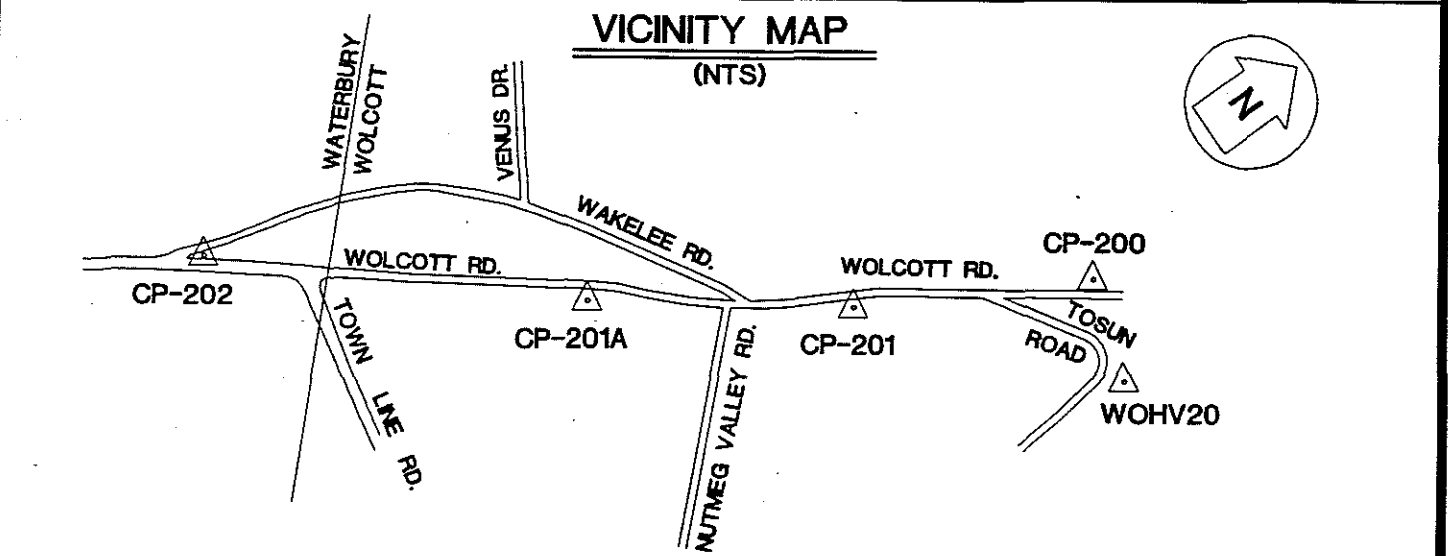 VICINITY MAP
(NTS)
N
WATERBURY
WOLCOTT
VENUS DR.
WAKELEE RD.
WOLCOTT RD.
WOLCOTT RD.
CP-200
CP-202
CP-201A
CP-201
TOSUN
ROAD
WOHV20
TOWN LINE RD.
NUTMEG VALLEY RD.